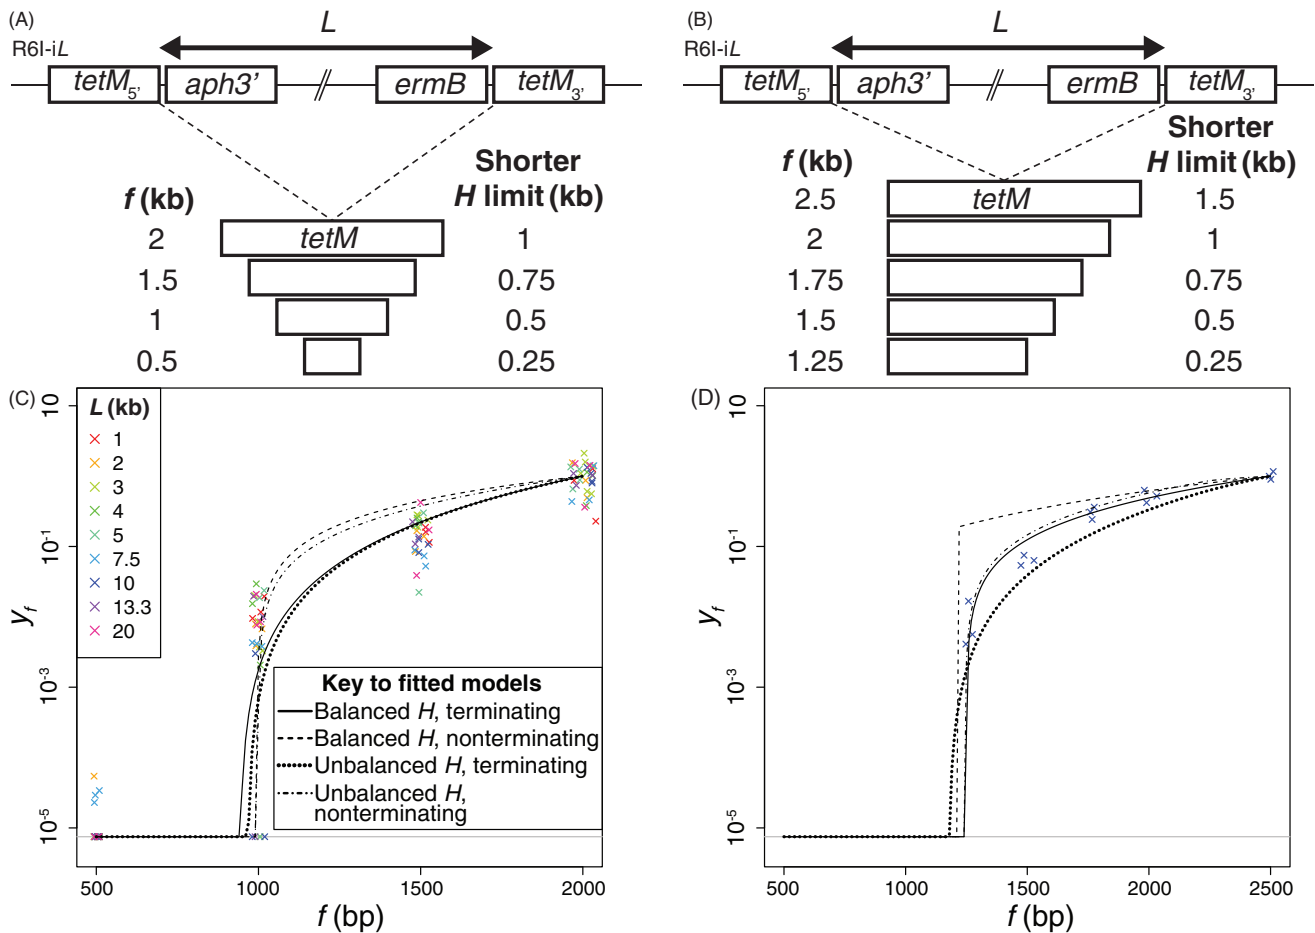 (A)
L
R6I-iL
tetM5' aph3' // ermB tetM3'
Shorter
f (kb) H limit (kb)
2 tetM 1
1.5 0.75
1 0.5
0.5 0.25
(B)
L
R6I-iL
tetM5' aph3' // ermB tetM3'
Shorter
f (kb) H limit (kb)
2.5 tetM 1.5
2 1
1.75 0.75
1.5 0.5
1.25 0.25
(C)
L (kb)
1
2
3
4
5
7.5
10
13.3
20
yf
10
10-1
10-3
10-5
Key to fitted models
Balanced H, terminating
Balanced H, nonterminating
Unbalanced H, terminating
Unbalanced H,
nonterminating
500 1000 1500 2000
f (bp)
(D)
yf
10
10-1
10-3
10-5
500 1000 1500 2000 2500
f (bp)